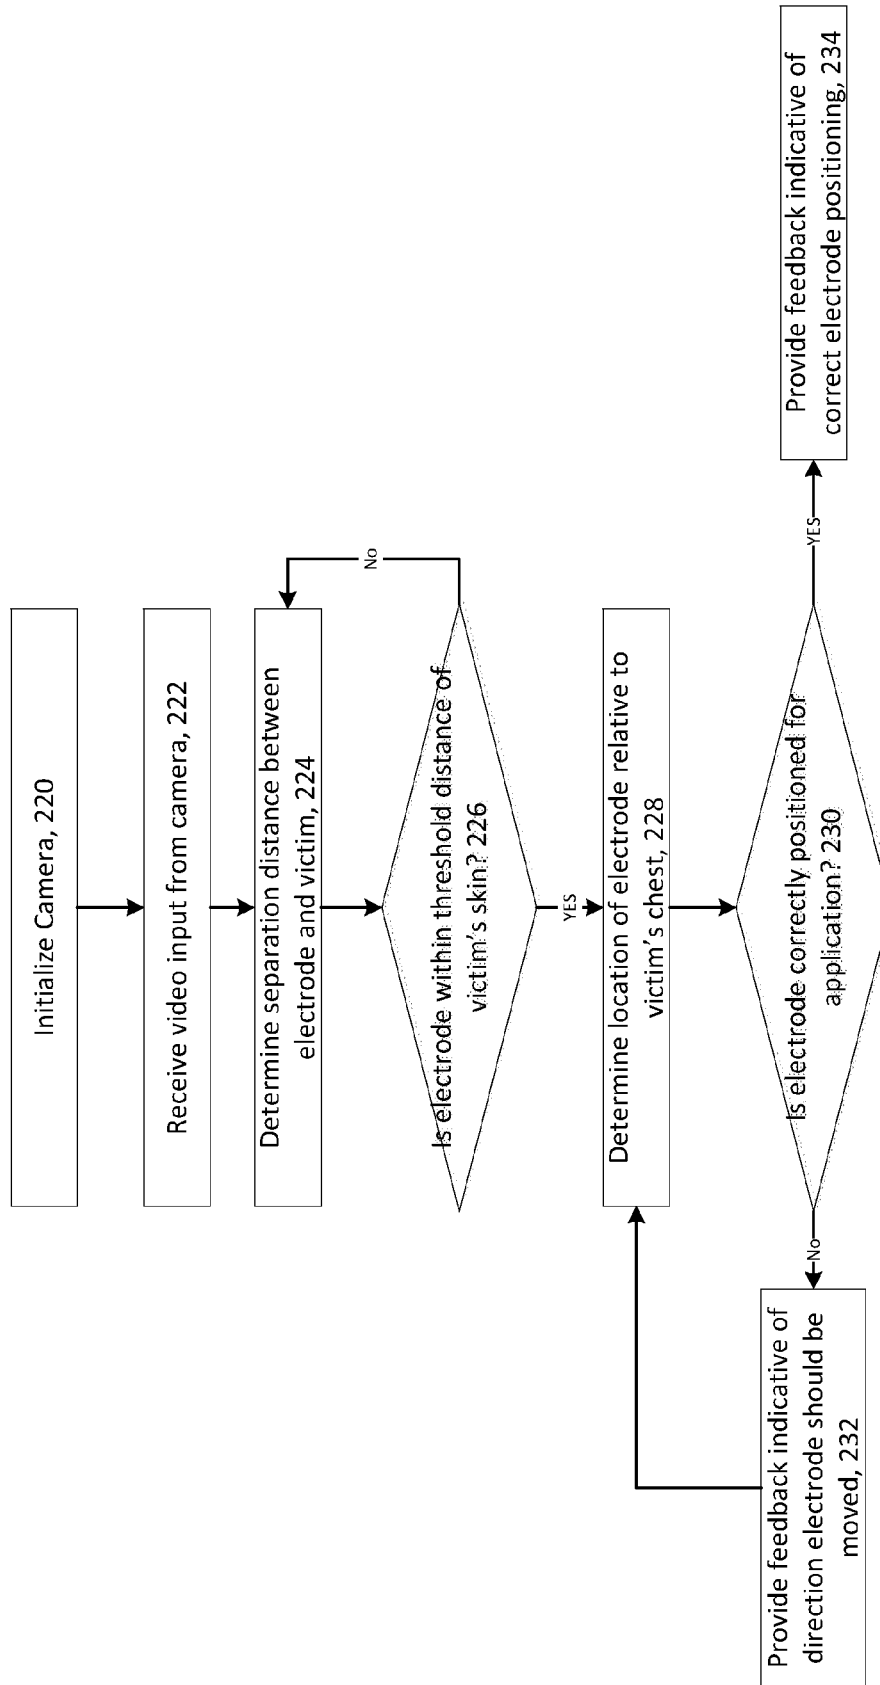 Initialize Camera, 220
Receive video input from camera, 222
Determine separation distance between
electrode and victim, 224
Is electrode within threshold distance of
victim's skin? 226
No
YES
Determine location of electrode relative to
victim's chest, 228
Is electrode correctly positioned for
application? 230
No
YES
Provide feedback indicative of
direction electrode should be
moved, 232
Provide feedback indicative of
correct electrode positioning, 234